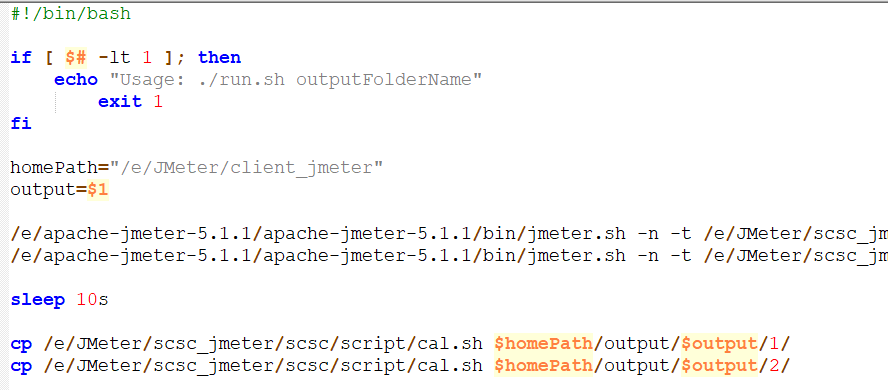 #!/bin/bash
if [ $# -lt 1 ]; then
echo "Usage: ./run.sh outputFolderName"
exit 1
fi
homePath="/e/JMeter/client_jmeter"
output=$1
/e/apache-jmeter-5.1.1/apache-jmeter-5.1.1/bin/jmeter.sh -n -t /e/JMeter/scsc_jm
/e/apache-jmeter-5.1.1/apache-jmeter-5.1.1/bin/jmeter.sh -n -t /e/JMeter/scsc_jm
sleep 10s
cp /e/JMeter/scsc_jmeter/scsc/script/cal.sh $homePath/output/$output/1/
cp /e/JMeter/scsc_jmeter/scsc/script/cal.sh $homePath/output/$output/2/